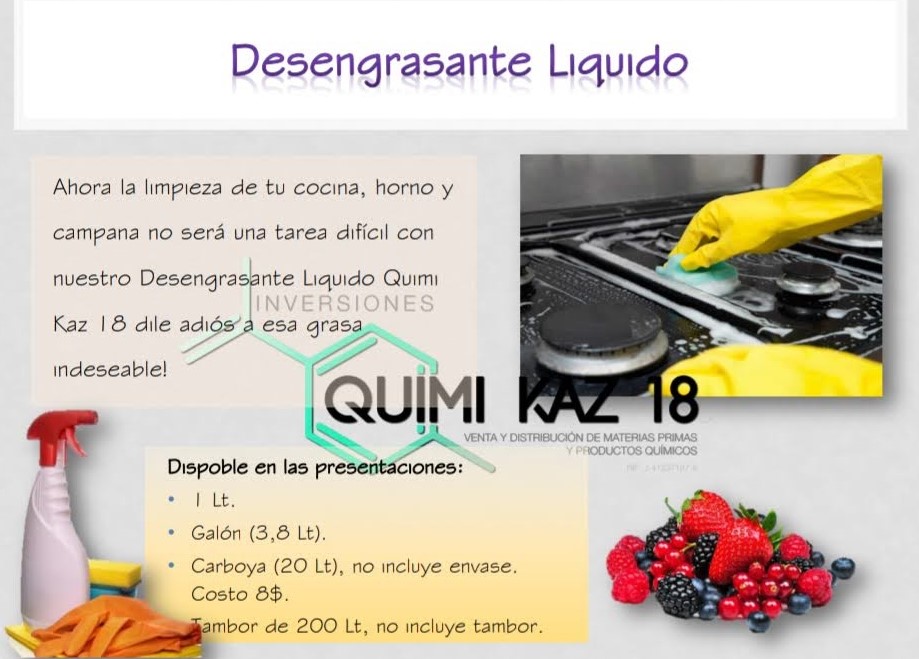 Desengrasante Liquido
Ahora la limpieza de tu cocina, horno y
campana no será una tarea difícil con
nuestro Desengrasante Liquido Quimi
Kaz 18 dile adiós a esa grasa
indeseable!
INVERSIONES
QUIMI KAZ 18
VENTA Y DISTRIBUCIÓN DE MATERIAS PRIMAS
Y PRODUCTOS QUÍMICOS
Dispoble en las presentaciones:
• 1 Lt.
• Galón (3,8 Lt).
• Carboya (20 Lt), no incluye envase.
Costo 8$.
Tambor de 200 Lt, no incluye tambor.